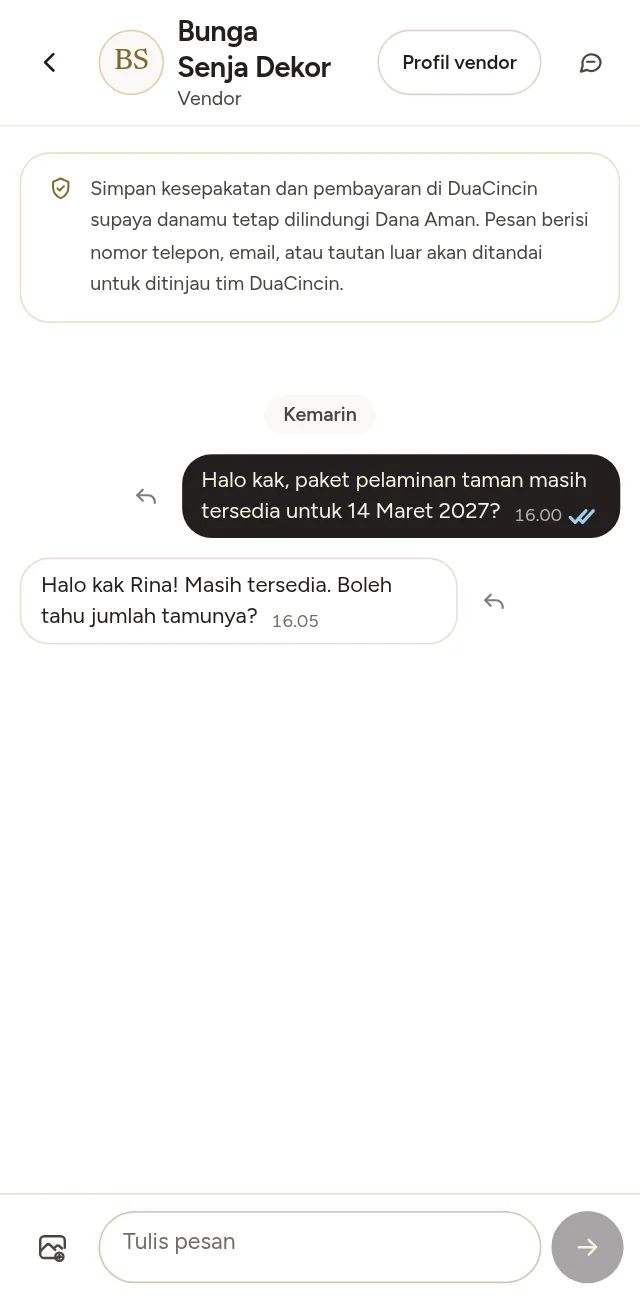 BS
Bunga
Senja Dekor
Vendor
Profil vendor
Simpan kesepakatan dan pembayaran di DuaCincin
supaya danamu tetap dilindungi Dana Aman. Pesan berisi
nomor telepon, email, atau tautan luar akan ditandai
untuk ditinjau tim DuaCincin.
Kemarin
Halo kak, paket pelaminan taman masih
tersedia untuk 14 Maret 2027? 16.00
Halo kak Rina! Masih tersedia. Boleh
tahu jumlah tamunya? 16.05
Tulis pesan